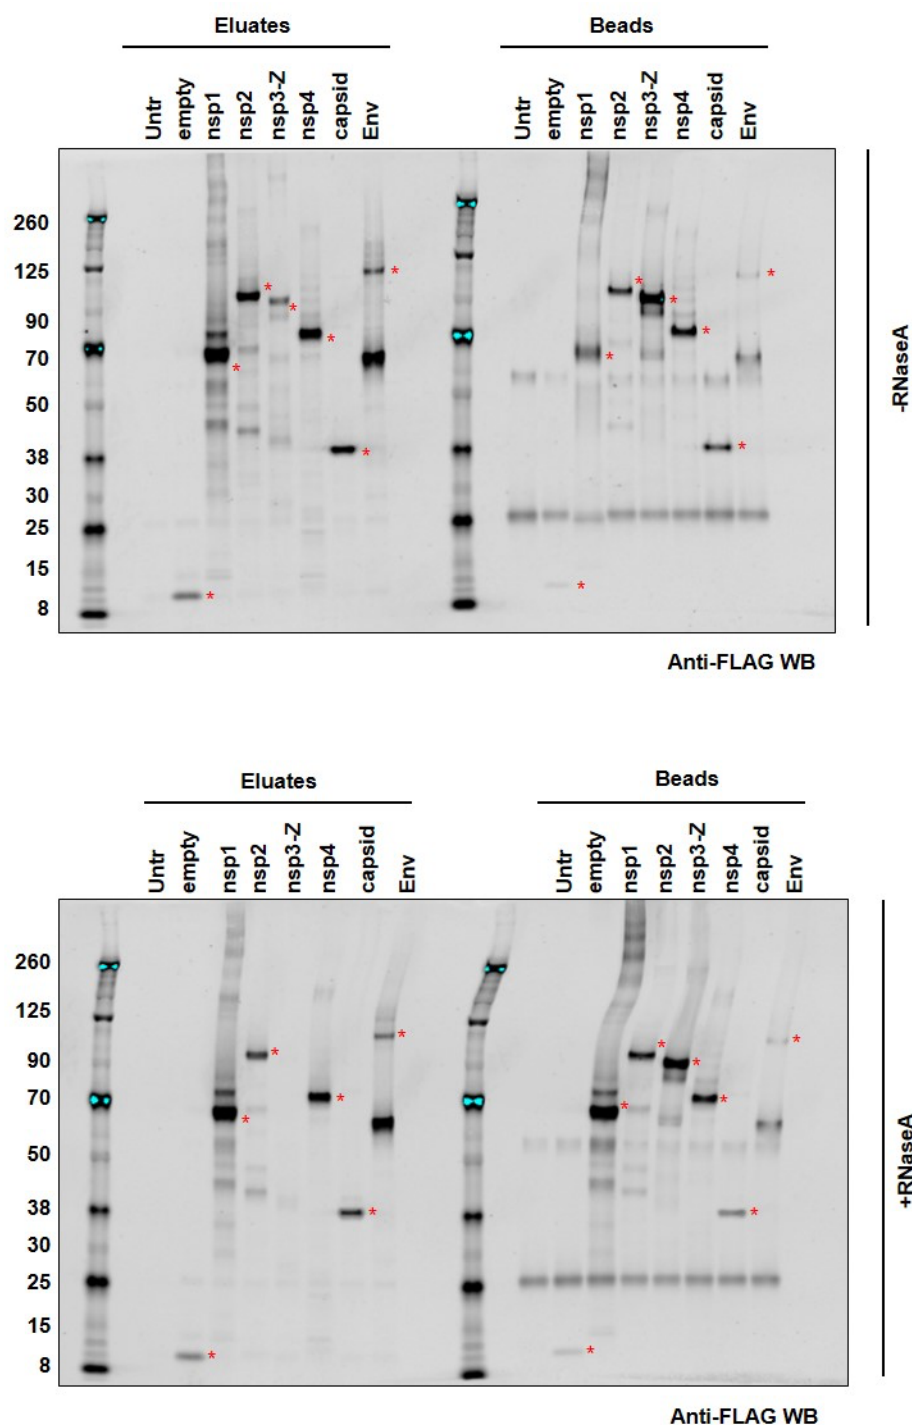 Eluates Beads
Untr empty nsp1 nsp2 nsp3-Z nsp4 capsid Env Untr empty nsp1 nsp2 nsp3-Z nsp4 capsid Env
260
125
90
70
50
38
30
25
15
8
-RNaseA
Anti-FLAG WB
Eluates Beads
Untr empty nsp1 nsp2 nsp3-Z nsp4 capsid Env Untr empty nsp1 nsp2 nsp3-Z nsp4 capsid Env
260
125
90
70
50
38
30
25
15
8
+RNaseA
Anti-FLAG WB